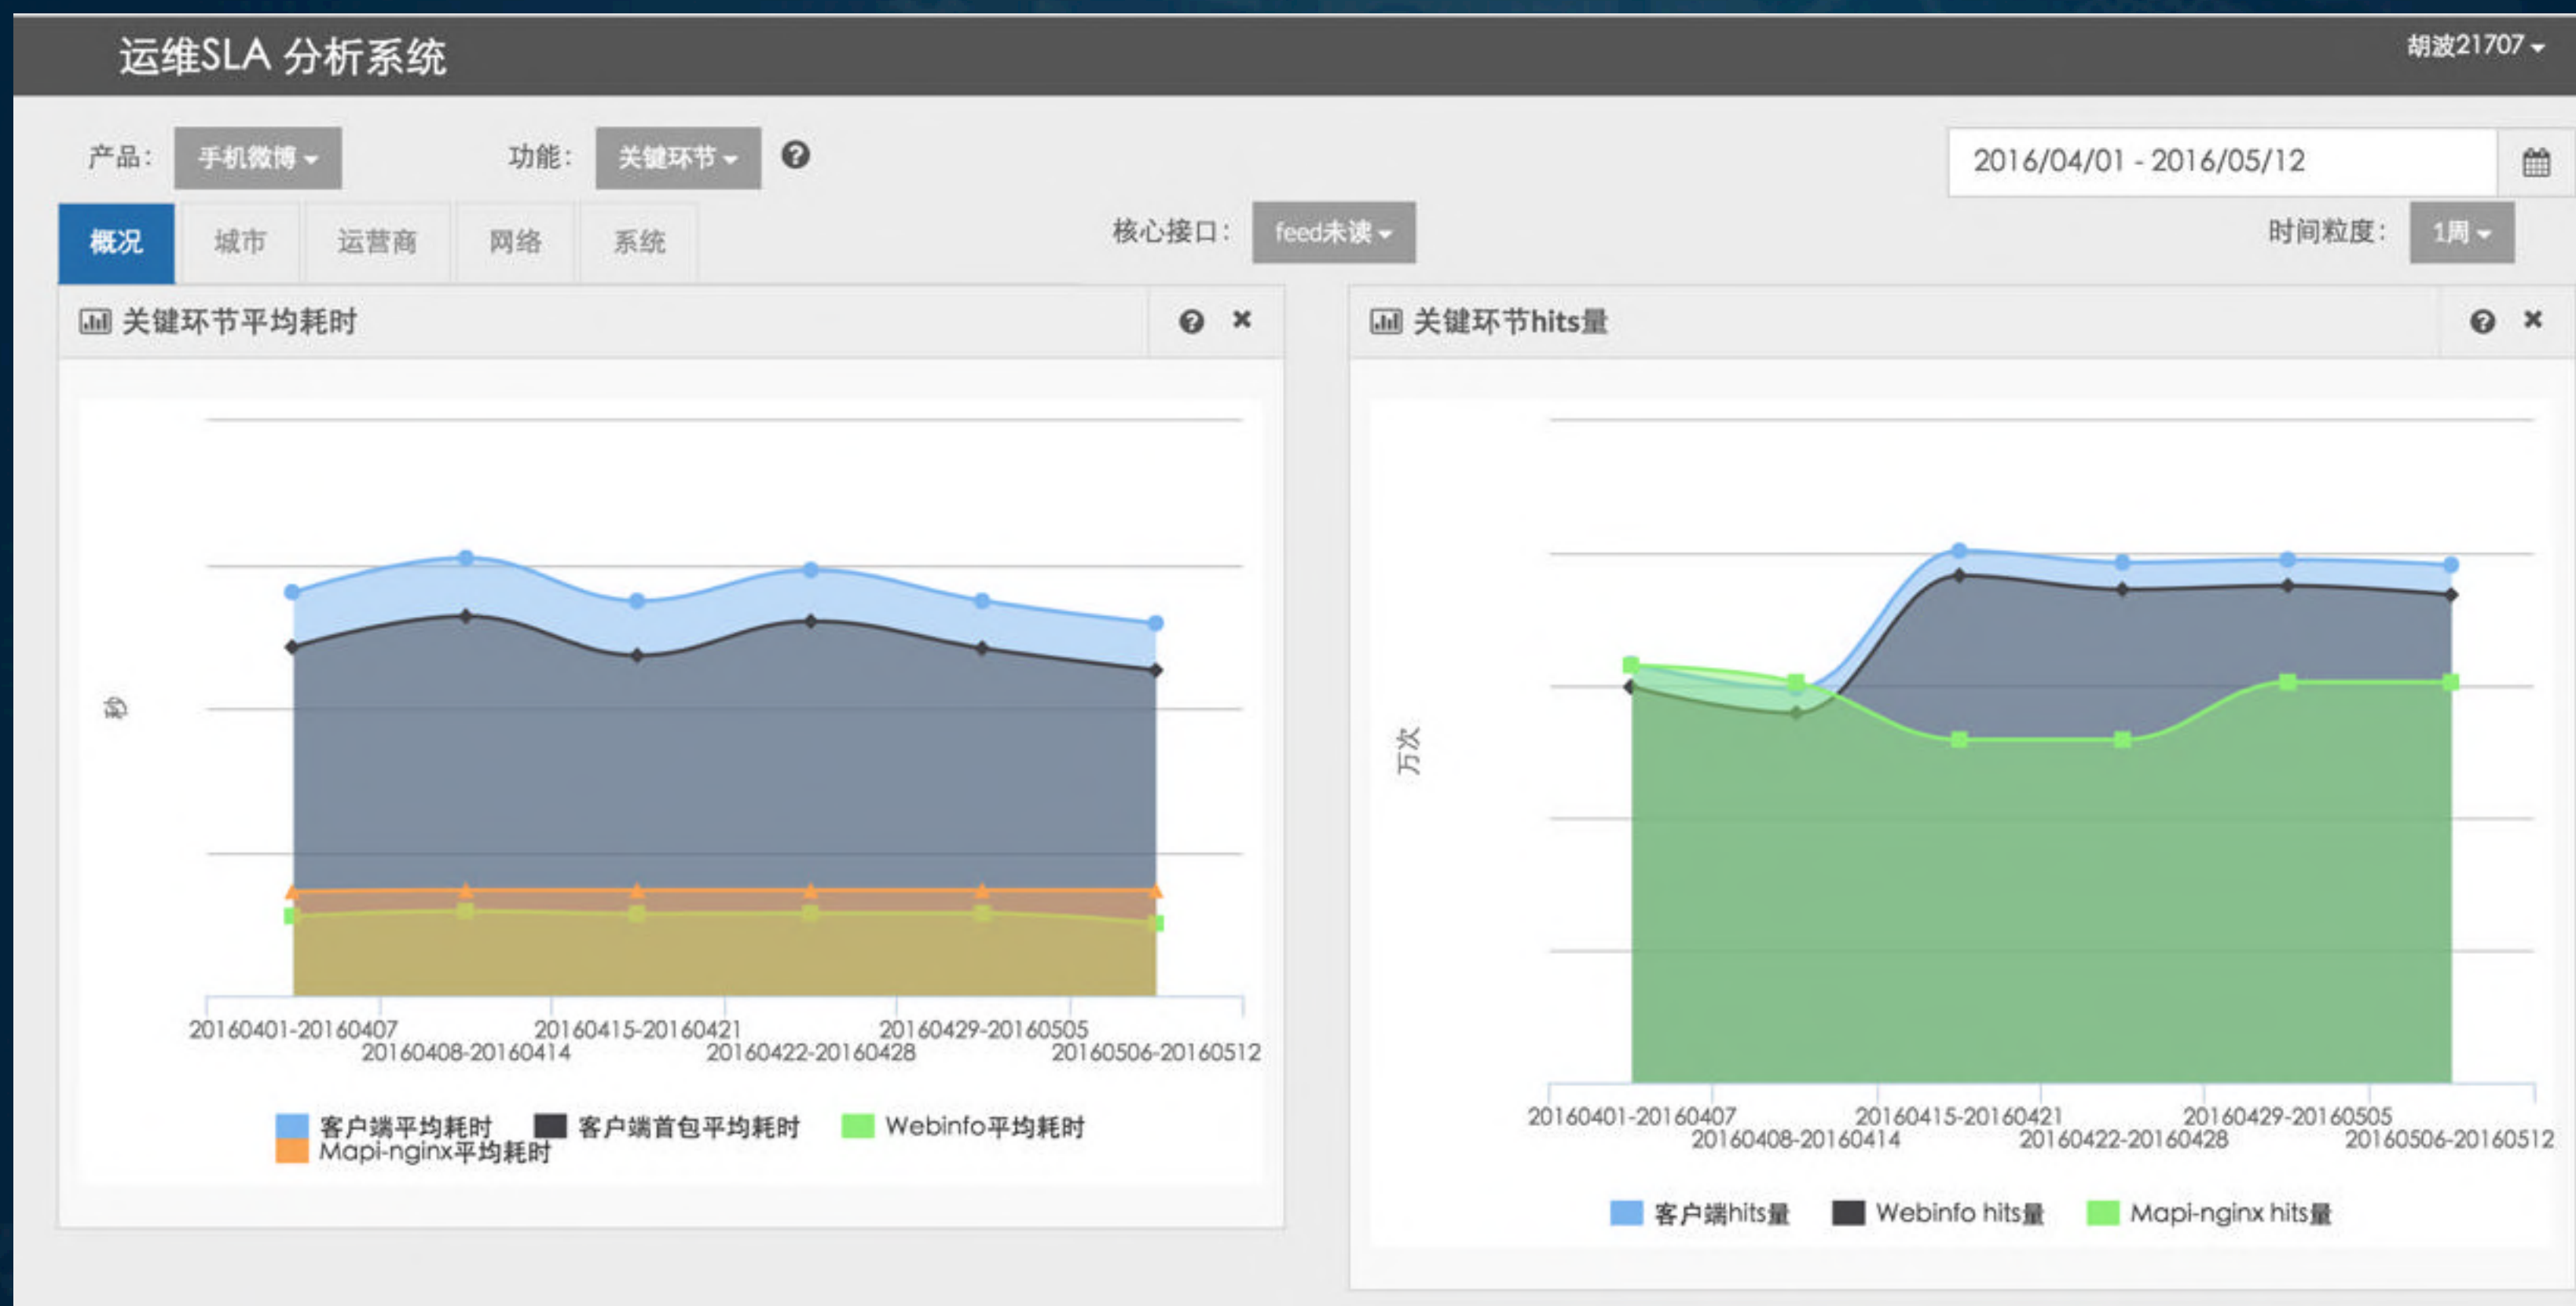 运维SLA 分析系统
胡波21707
产品：
手机微博
功能：
关键环节
2016/04/01 - 2016/05/12
概况
城市
运营商
网络
系统
核心接口：
feed未读
时间粒度：
1周
关键环节平均耗时
秒
20160401-20160407
20160408-20160414
20160415-20160421
20160422-20160428
20160429-20160505
20160506-20160512
客户端平均耗时
客户端首包平均耗时
Webinfo平均耗时
Mapi-nginx平均耗时
关键环节hits量
万次
20160401-20160407
20160408-20160414
20160415-20160421
20160422-20160428
20160429-20160505
20160506-20160512
客户端hits量
Webinfo hits量
Mapi-nginx hits量